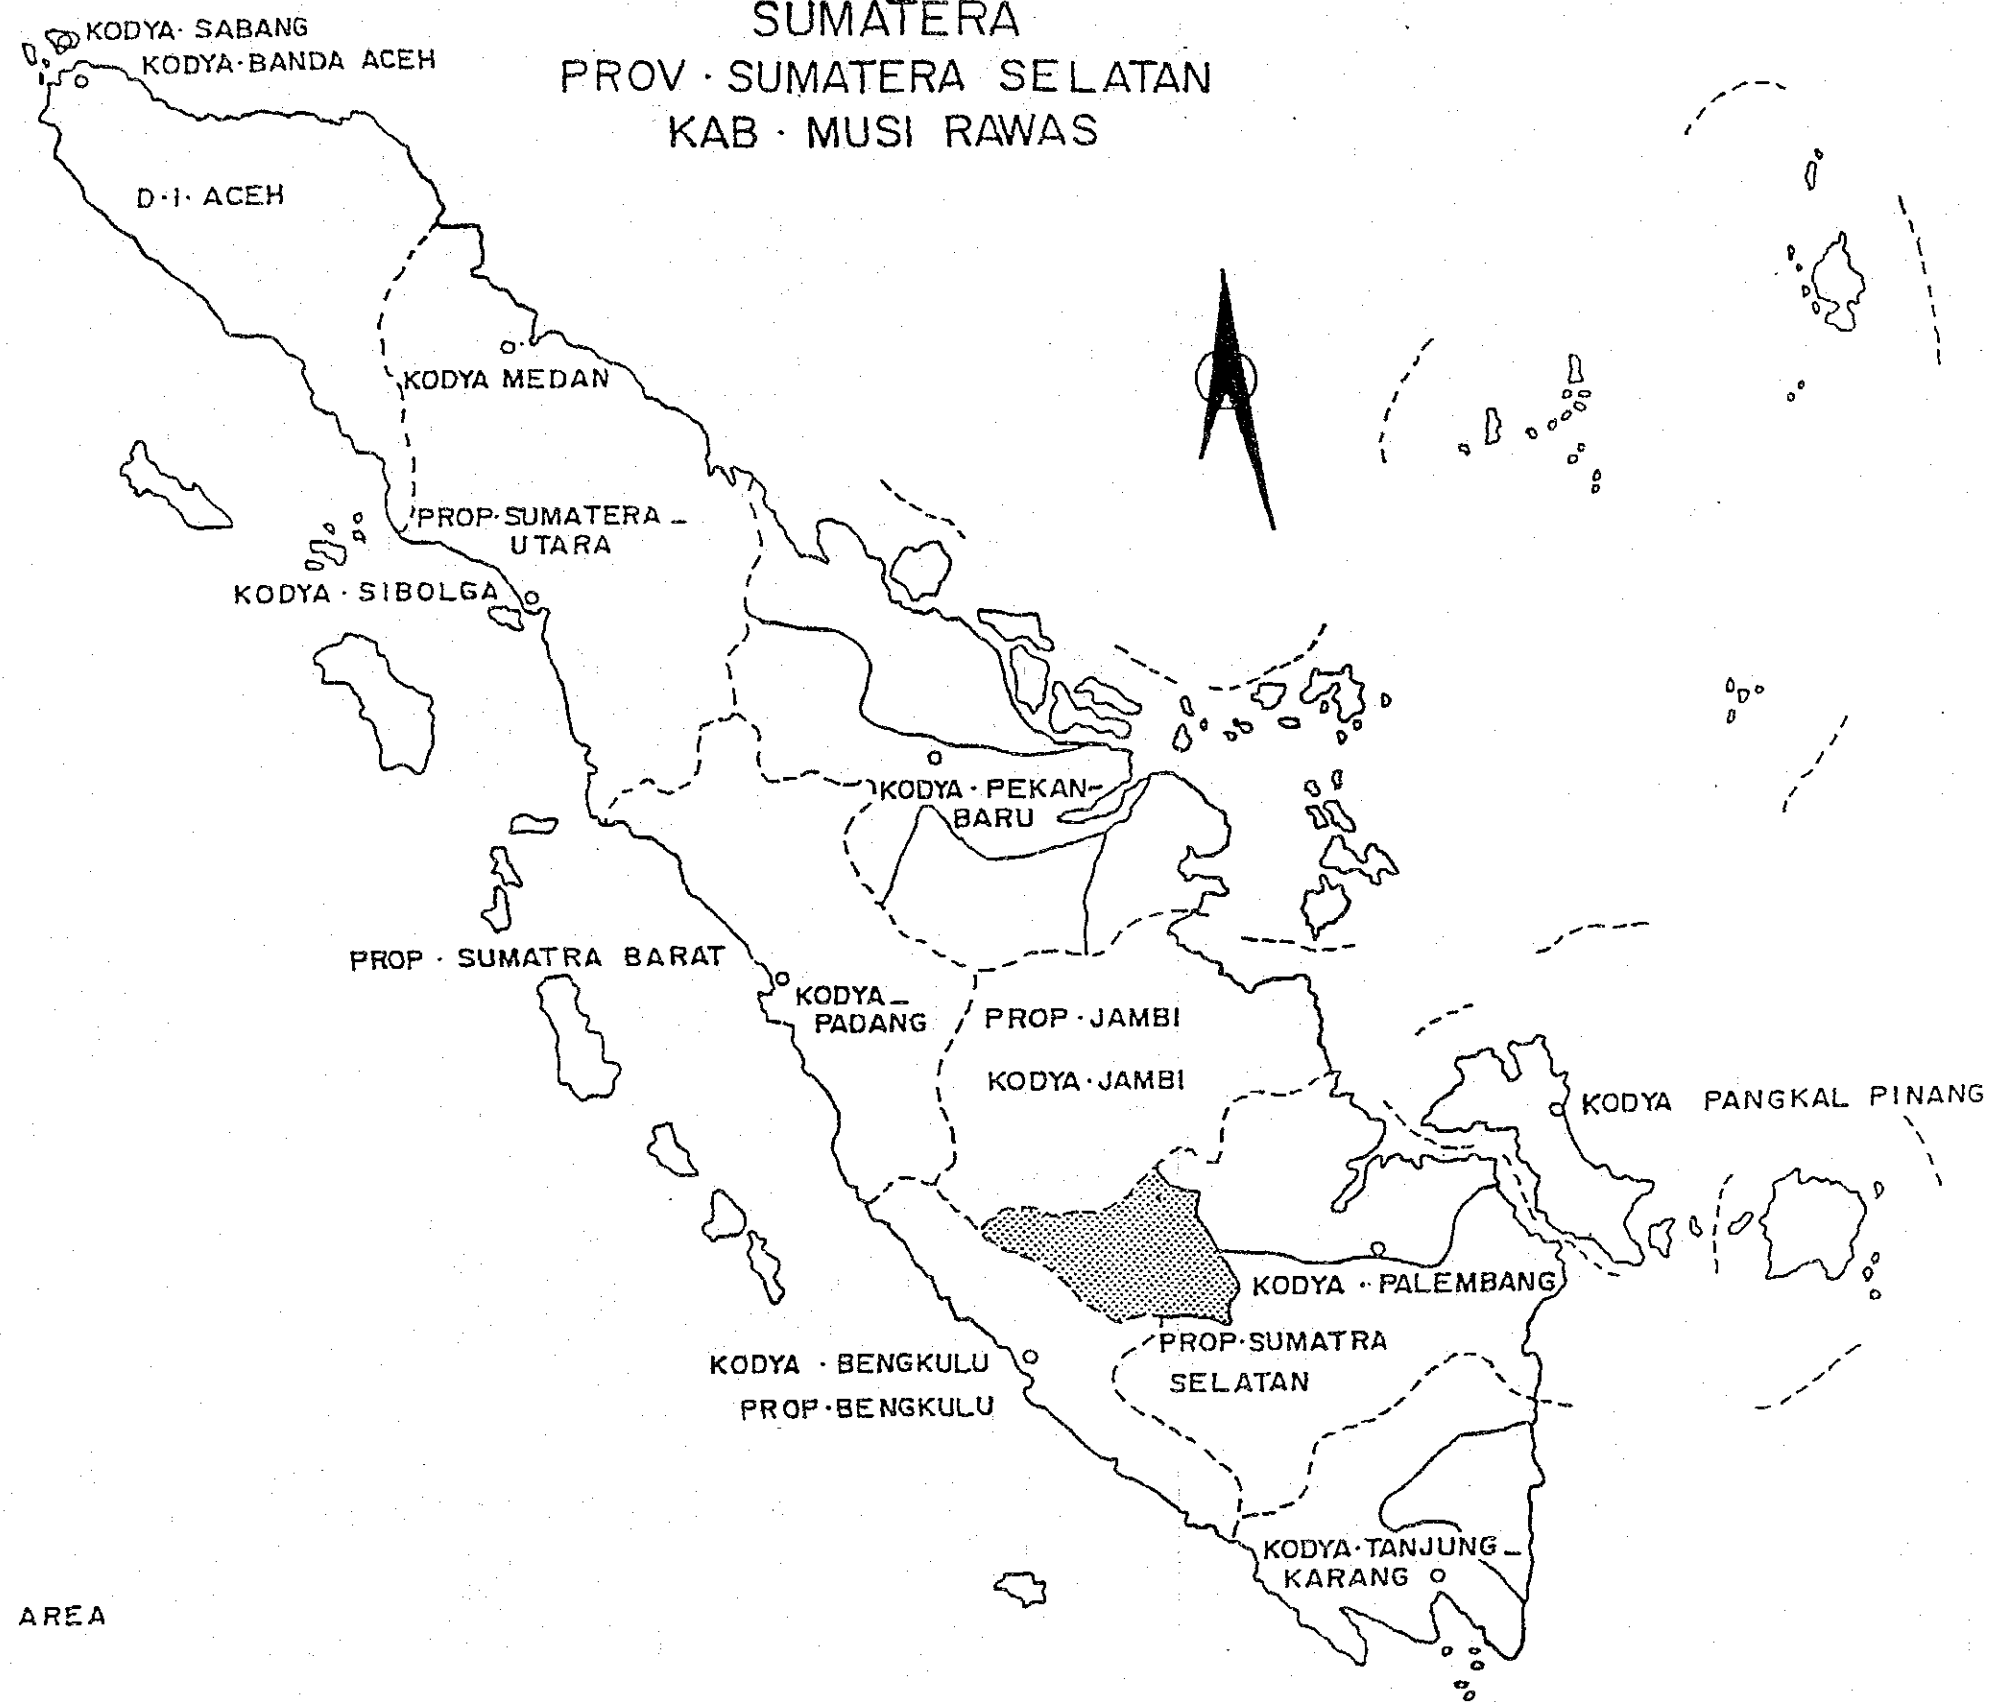 SUMATERA
PROV · SUMATERA SELATAN
KAB · MUSI RAWAS
KODYA · SABANG
KODYA · BANDA ACEH
D · I · ACEH
KODYA MEDAN
PROP · SUMATERA –
UTARA
KODYA · SIBOLGA
KODYA · PEKAN –
BARU
PROP · SUMATRA BARAT
KODYA –
PADANG
PROP · JAMBI
KODYA · JAMBI
KODYA PANGKAL PINANG
KODYA · PALEMBANG
PROP · SUMATRA
SELATAN
KODYA · BENGKULU
PROP · BENGKULU
KODYA · TANJUNG –
KARANG
AREA